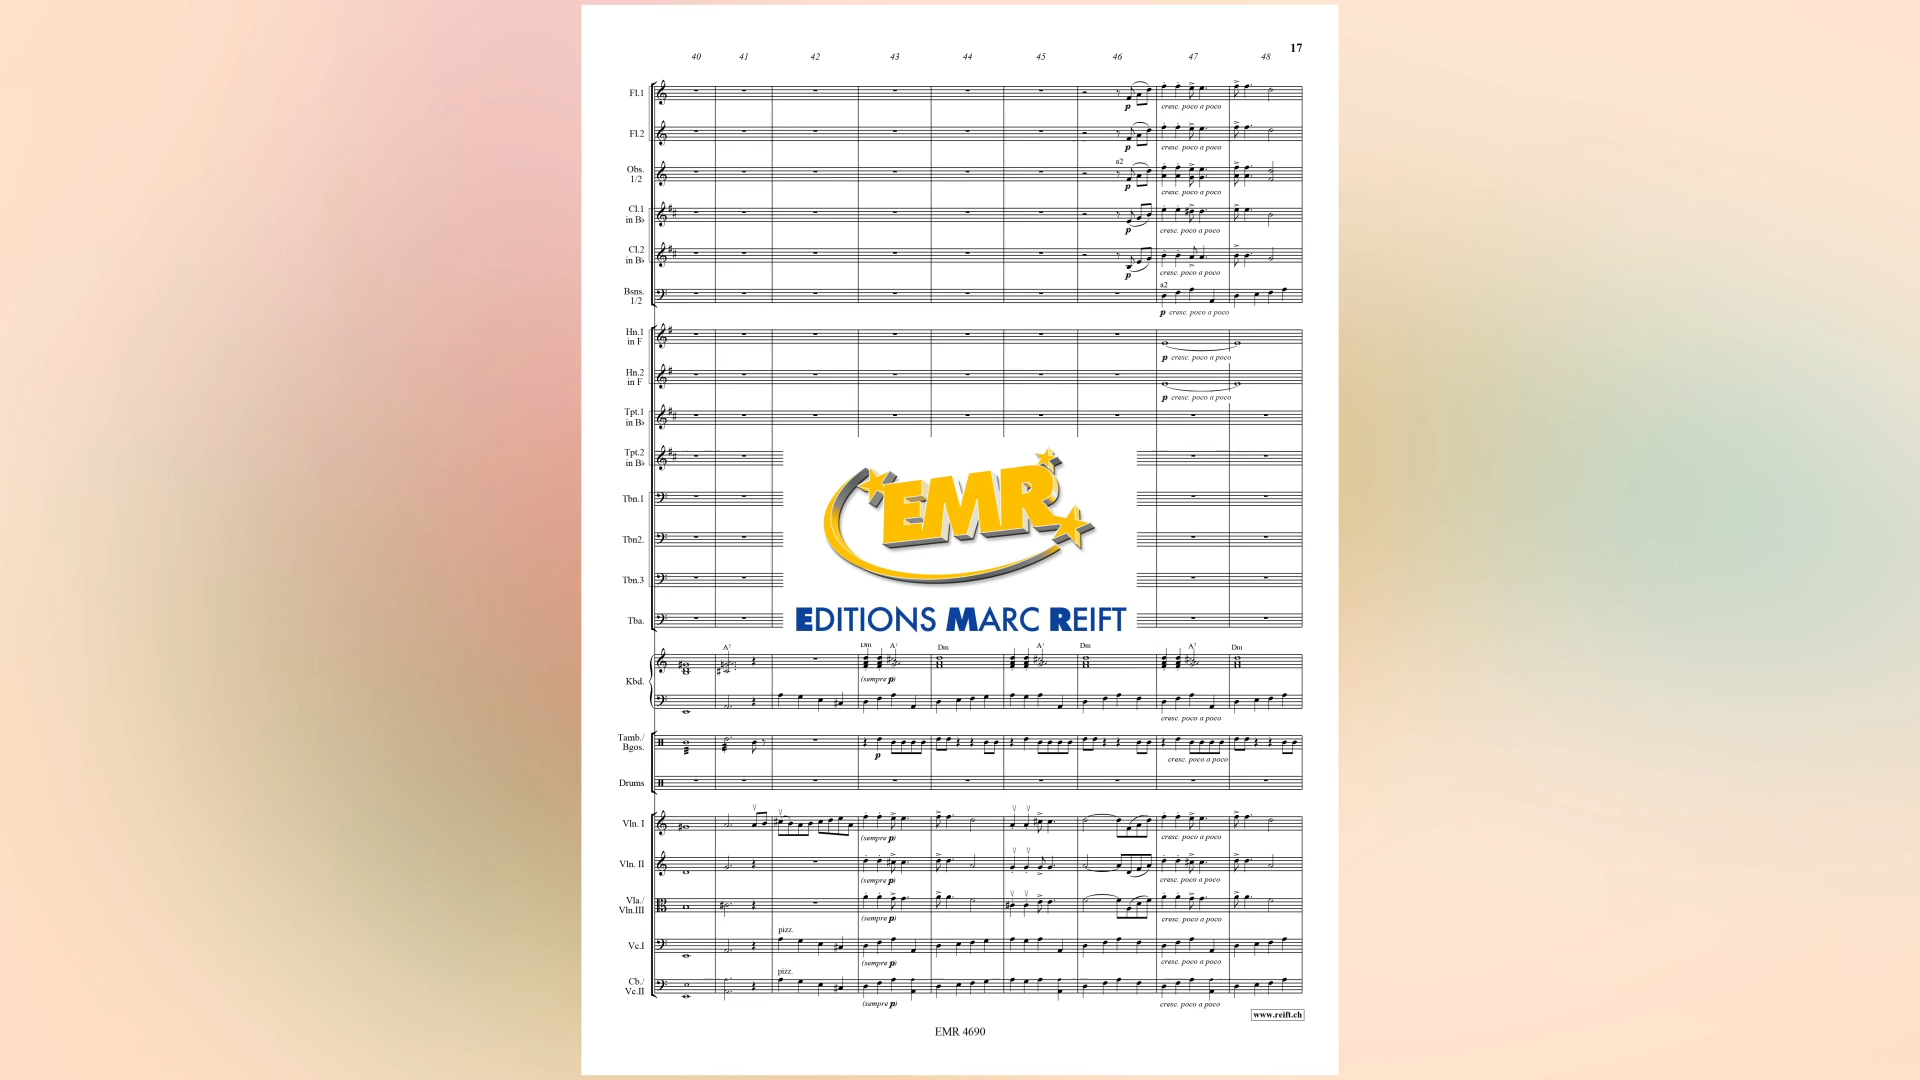 17
40 41 42 43 44 45 46 47 48
Fl.1
p cresc. poco a poco
Fl.2
p cresc. poco a poco
a2
Obs.
1/2
p cresc. poco a poco
Cl.1
in B♭
p cresc. poco a poco
Cl.2
in B♭
p cresc. poco a poco
a2
Bsns.
1/2
p cresc. poco a poco
Hn.1
in F
p cresc. poco a poco
Hn.2
in F
p cresc. poco a poco
Tpt.1
in B♭
Tpt.2
in B♭
Tbn.1
EMR
Tbn2.
Tbn.3
EDITIONS MARC REIFT
Tba.
A7 Dm A7 Dm A7 Dm A7 Dm
(sempre p)
Kbd.
cresc. poco a poco
Tamb./
Bgos.
p cresc. poco a poco
Drums
Vln. I
(sempre p) cresc. poco a poco
Vln. II
(sempre p) cresc. poco a poco
Vla./
Vln.III
(sempre p) cresc. poco a poco
pizz.
Vc.I
(sempre p) cresc. poco a poco
pizz.
Cb./
Vc.II
(sempre p) cresc. poco a poco
www.reift.ch
EMR 4690